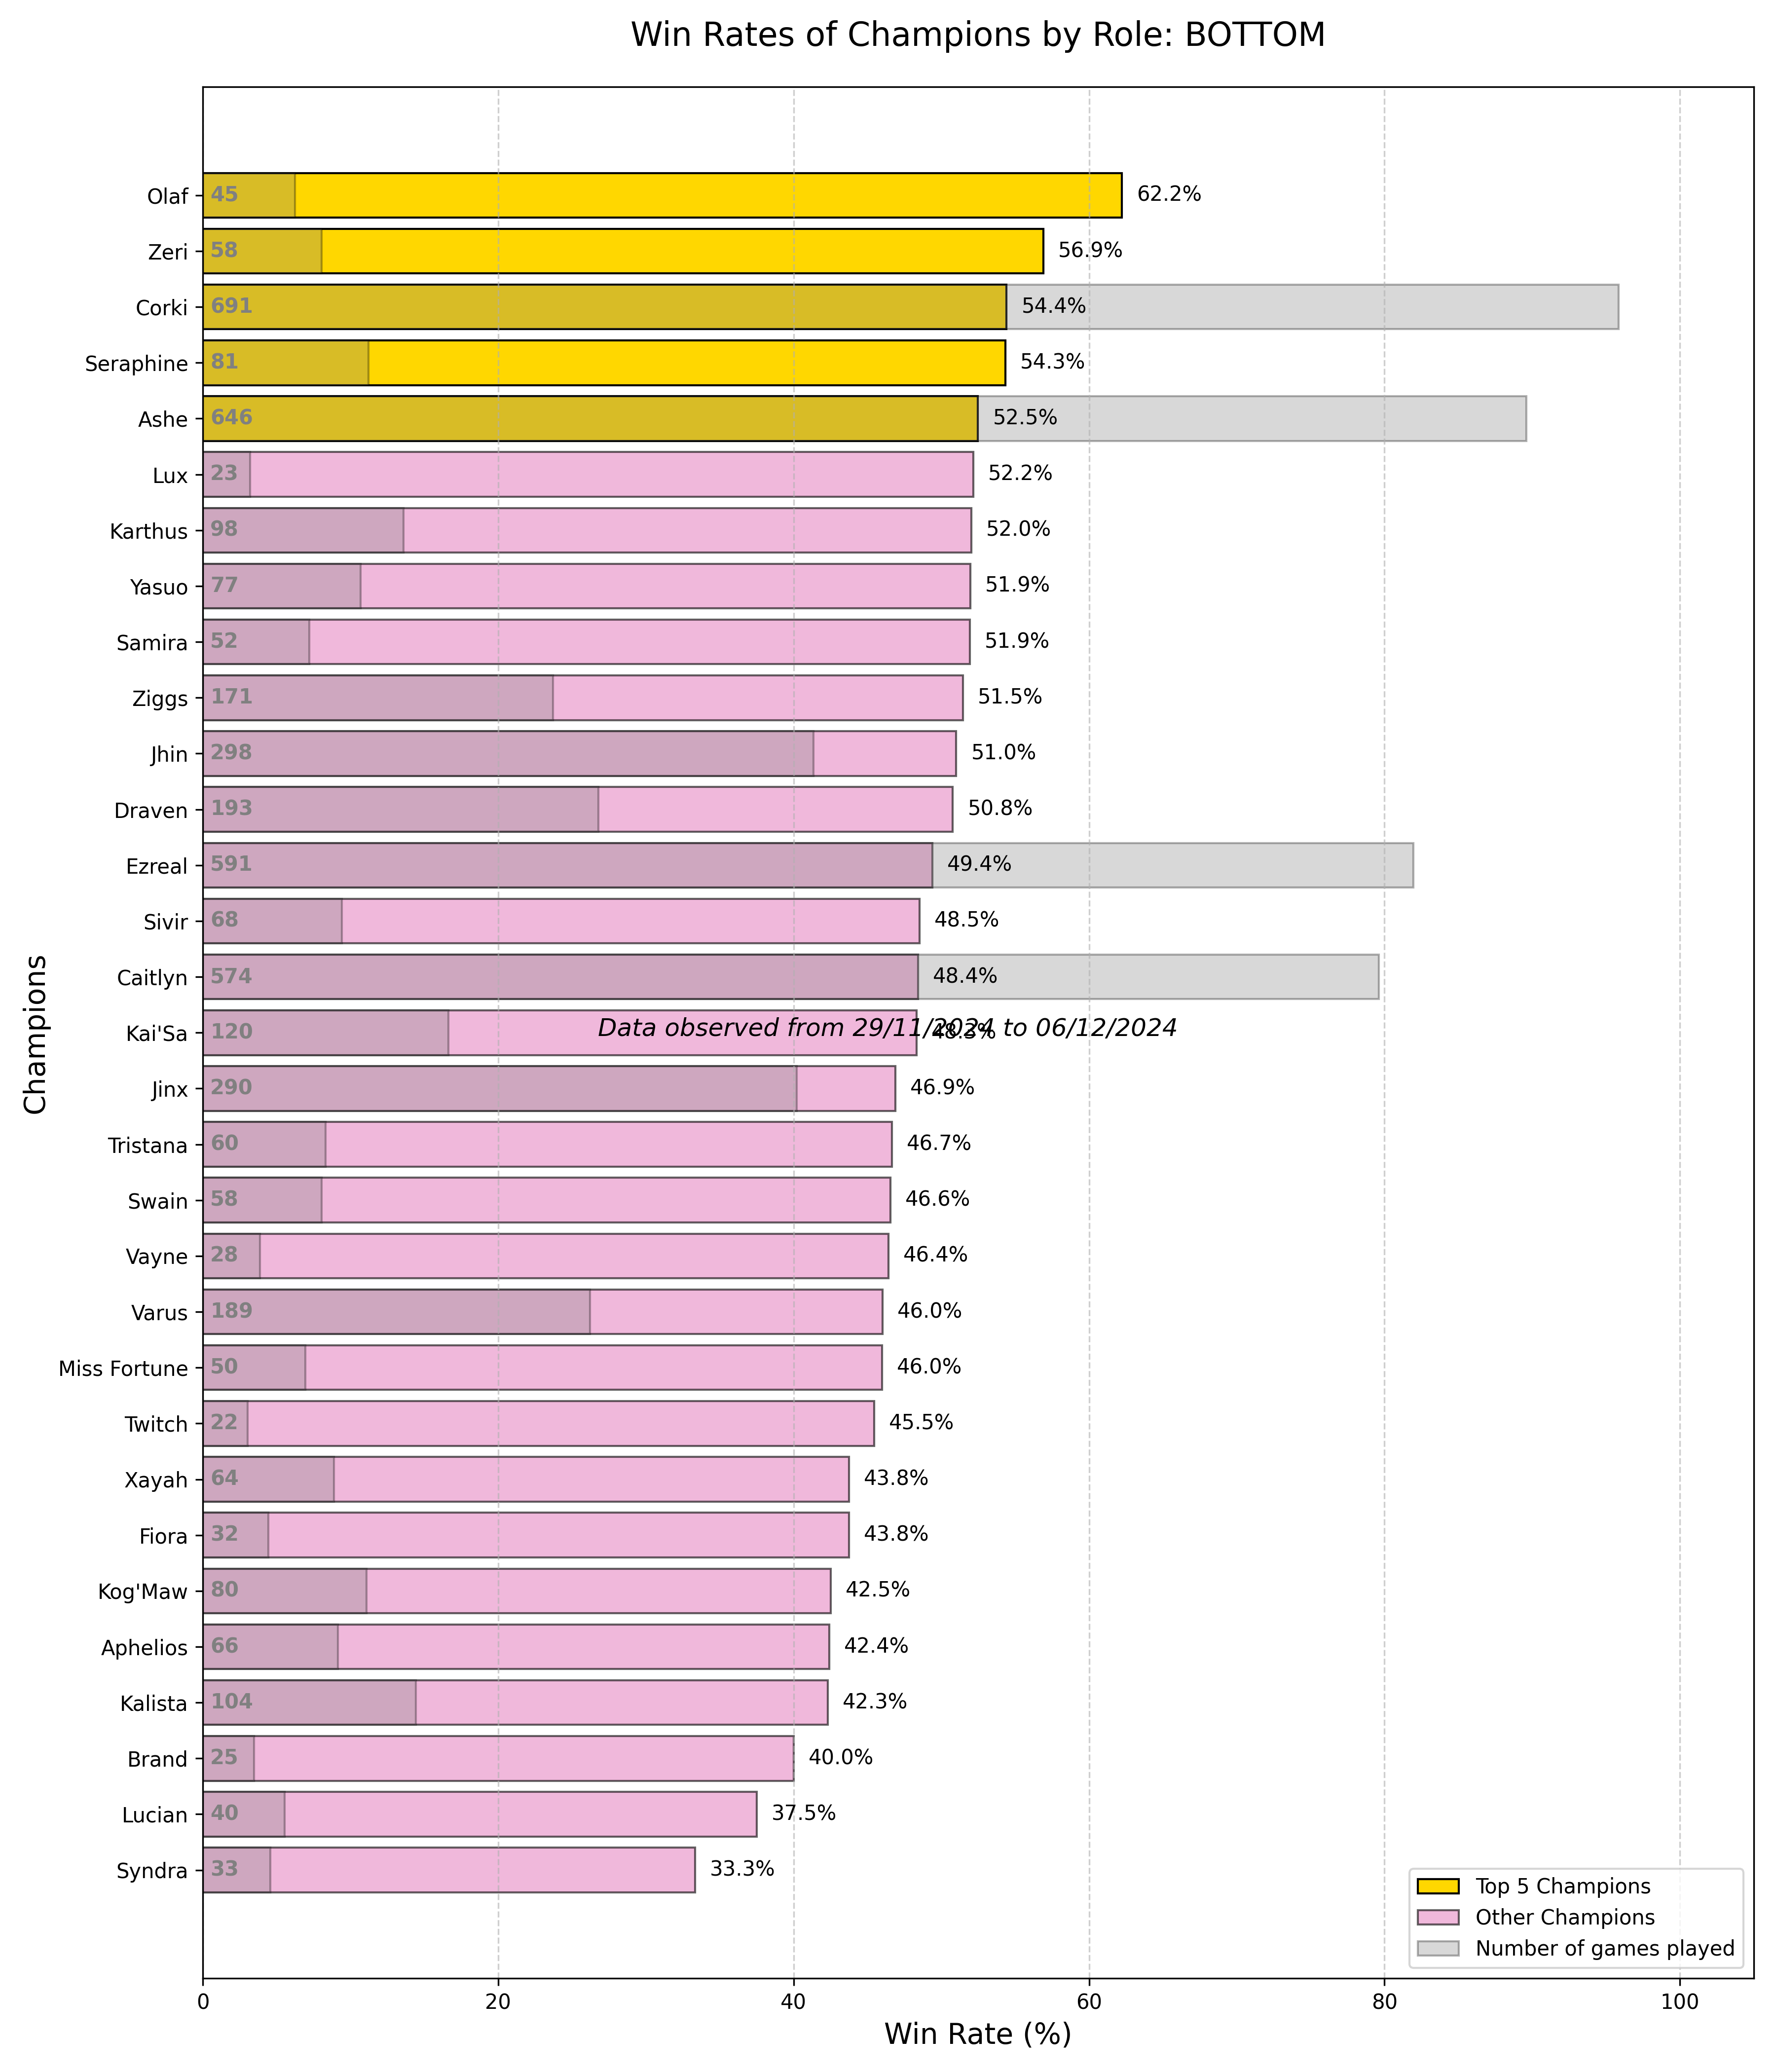 Win Rates of Champions by Role: BOTTOM
Olaf 45 62.2%
Zeri 58 56.9%
Corki 691 54.4%
Seraphine 81 54.3%
Ashe 646 52.5%
Lux 23 52.2%
Karthus 98 52.0%
Yasuo 77 51.9%
Samira 52 51.9%
Ziggs 171 51.5%
Jhin 298 51.0%
Draven 193 50.8%
Ezreal 591 49.4%
Sivir 68 48.5%
Caitlyn 574 48.4%
Kai'Sa 120 48.3%
Data observed from 29/11/2024 to 06/12/2024
Jinx 290 46.9%
Tristana 60 46.7%
Swain 58 46.6%
Vayne 28 46.4%
Varus 189 46.0%
Miss Fortune 50 46.0%
Twitch 22 45.5%
Xayah 64 43.8%
Fiora 32 43.8%
Kog'Maw 80 42.5%
Aphelios 66 42.4%
Kalista 104 42.3%
Brand 25 40.0%
Lucian 40 37.5%
Syndra 33 33.3%
Champions
Top 5 Champions
Other Champions
Number of games played
0 20 40 60 80 100
Win Rate (%)